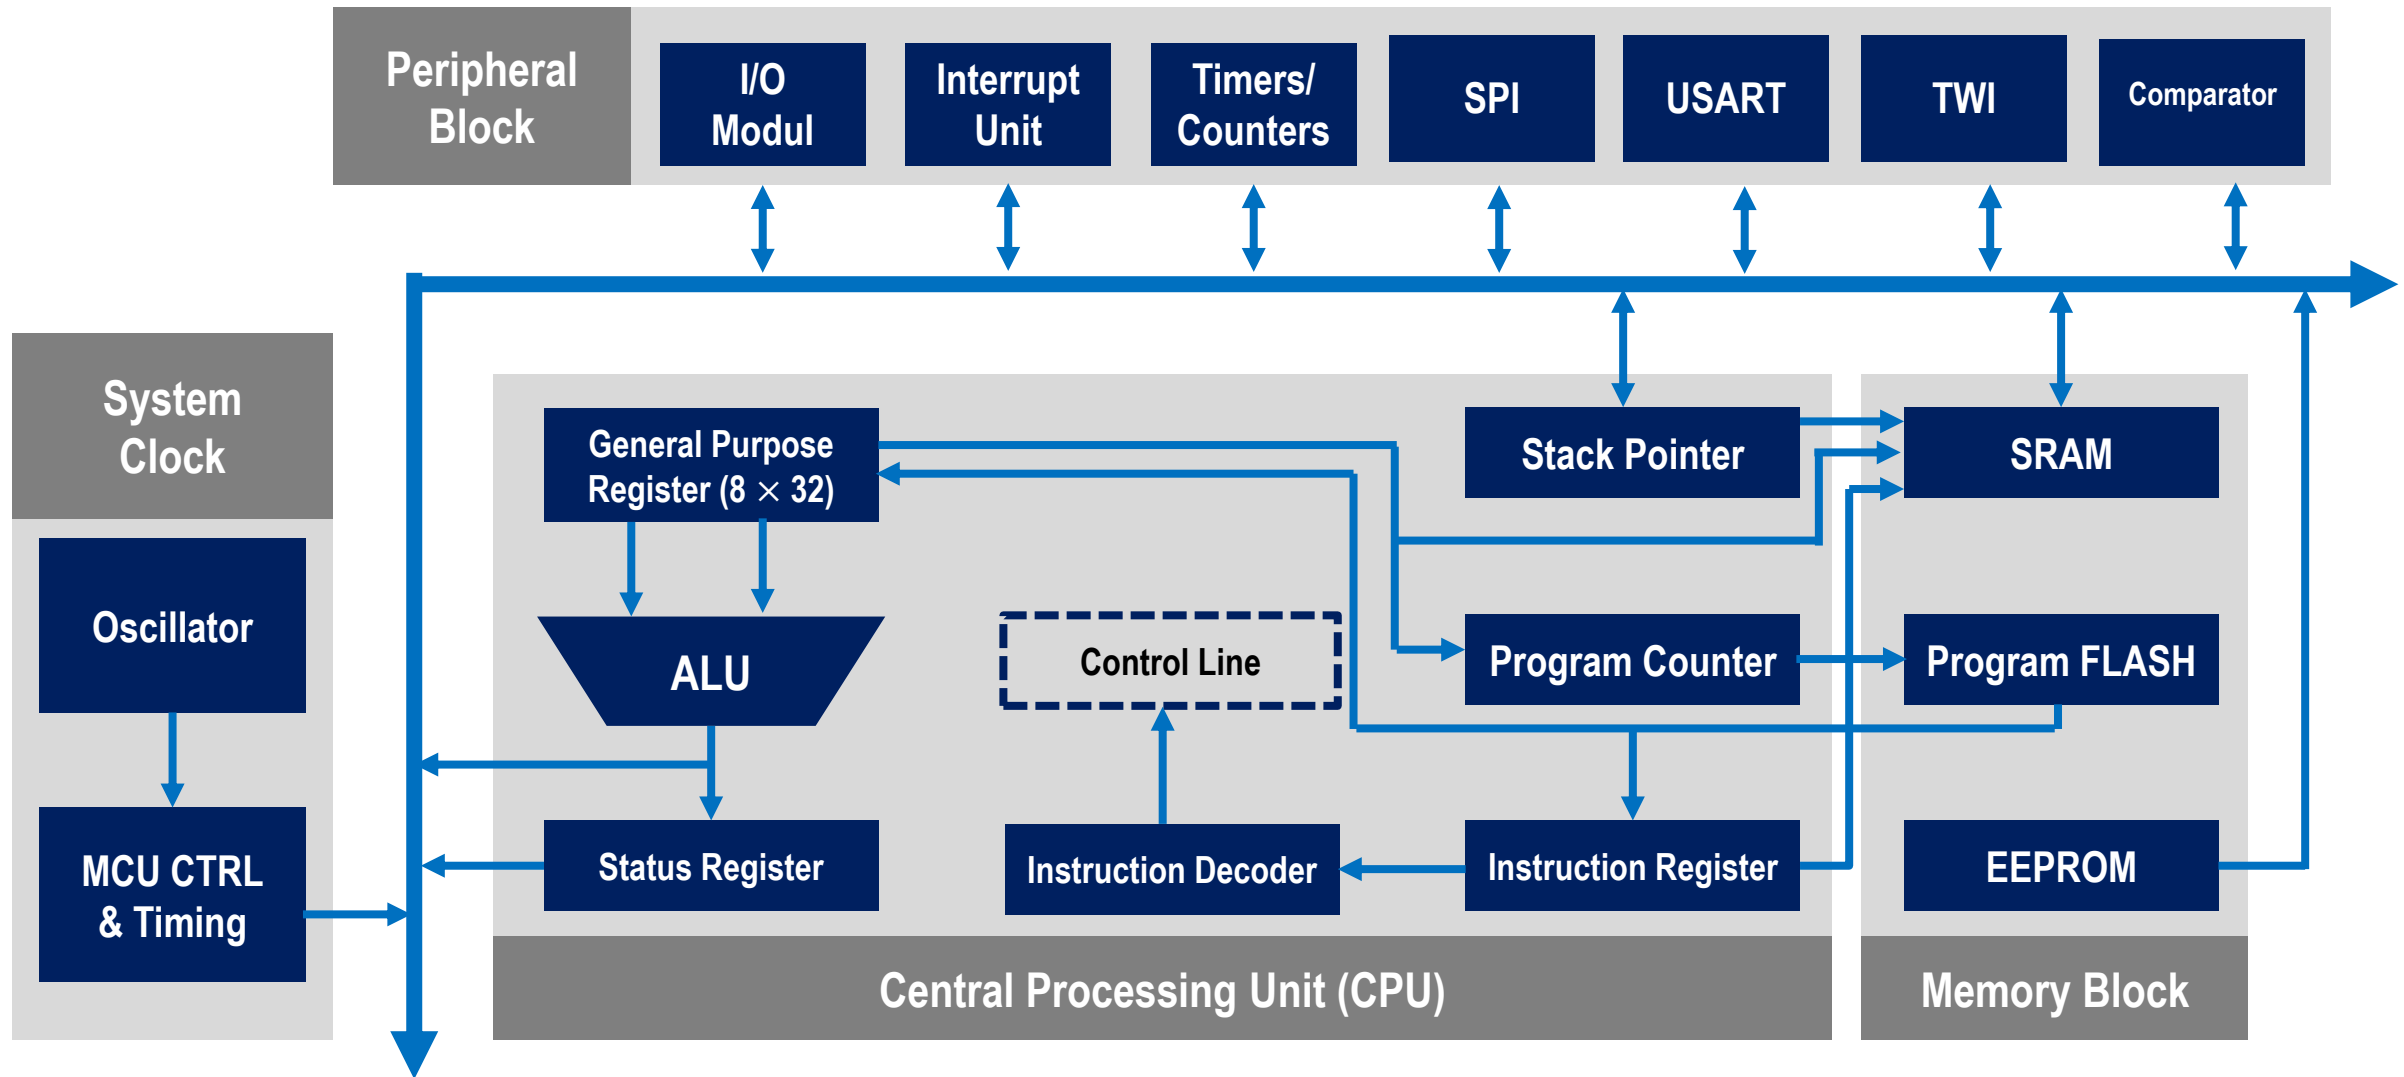 Peripheral
Block
I/O
Modul
Interrupt
Unit
Timers/
Counters
SPI
USART
TWI
Comparator
System
Clock
Oscillator
MCU CTRL
& Timing
General Purpose
Register (8 × 32)
ALU
Status Register
Control Line
Instruction Decoder
Stack Pointer
Program Counter
Instruction Register
Central Processing Unit (CPU)
SRAM
Program FLASH
EEPROM
Memory Block